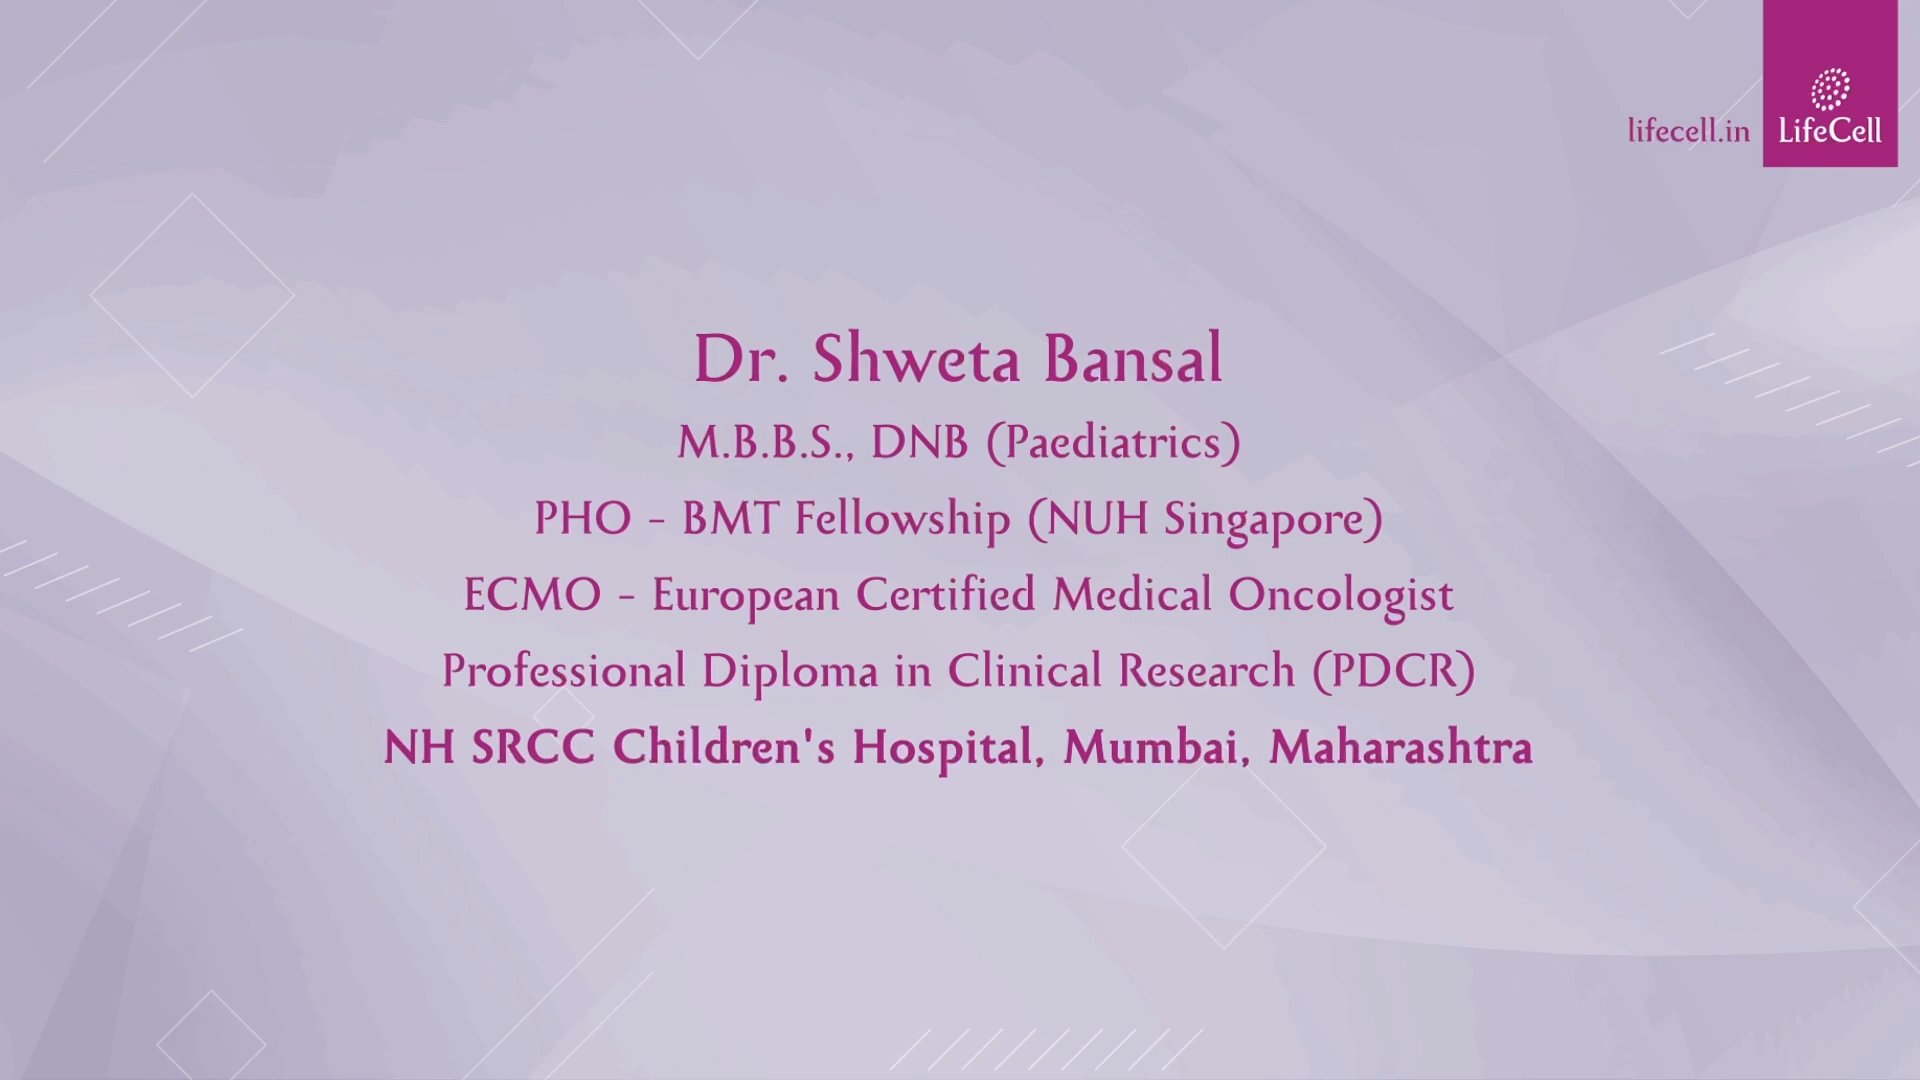 lifecell.in
LifeCell
Dr. Shweta Bansal
M.B.B.S., DNB (Paediatrics)
PHO - BMT Fellowship (NUH Singapore)
ECMO - European Certified Medical Oncologist
Professional Diploma in Clinical Research (PDCR)
NH SRCC Children's Hospital, Mumbai, Maharashtra